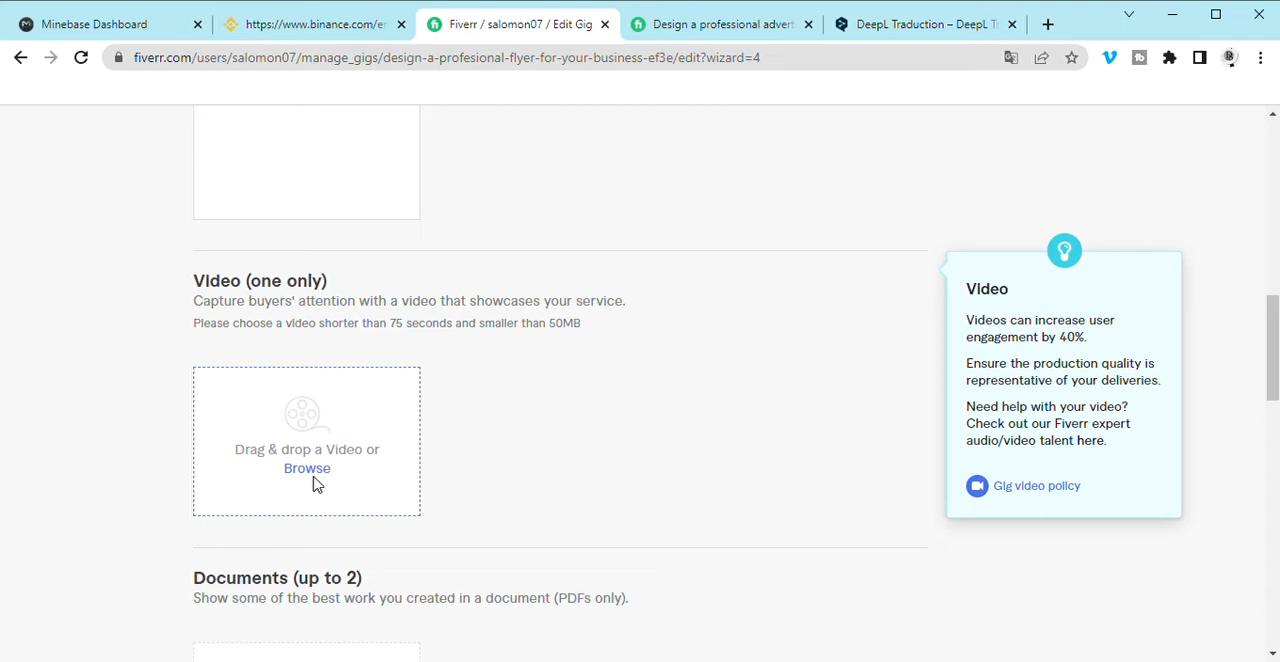 Minebase Dashboard
https://www.binance.com/en
Fiverr / salomon07 / Edit Gig
Design a professional advert
DeepL Traduction – DeepL Tr
fiverr.com/users/salomon07/manage_gigs/design-a-profesional-flyer-for-your-business-ef3e/edit?wizard=4
Video (one only)
Capture buyers' attention with a video that showcases your service.
Please choose a video shorter than 75 seconds and smaller than 50MB
Drag & drop a Video or
Browse
Documents (up to 2)
Show some of the best work you created in a document (PDFs only).
Video
Videos can increase user
engagement by 40%.
Ensure the production quality is
representative of your deliveries.
Need help with your video?
Check out our Fiverr expert
audio/video talent here.
Gig video policy